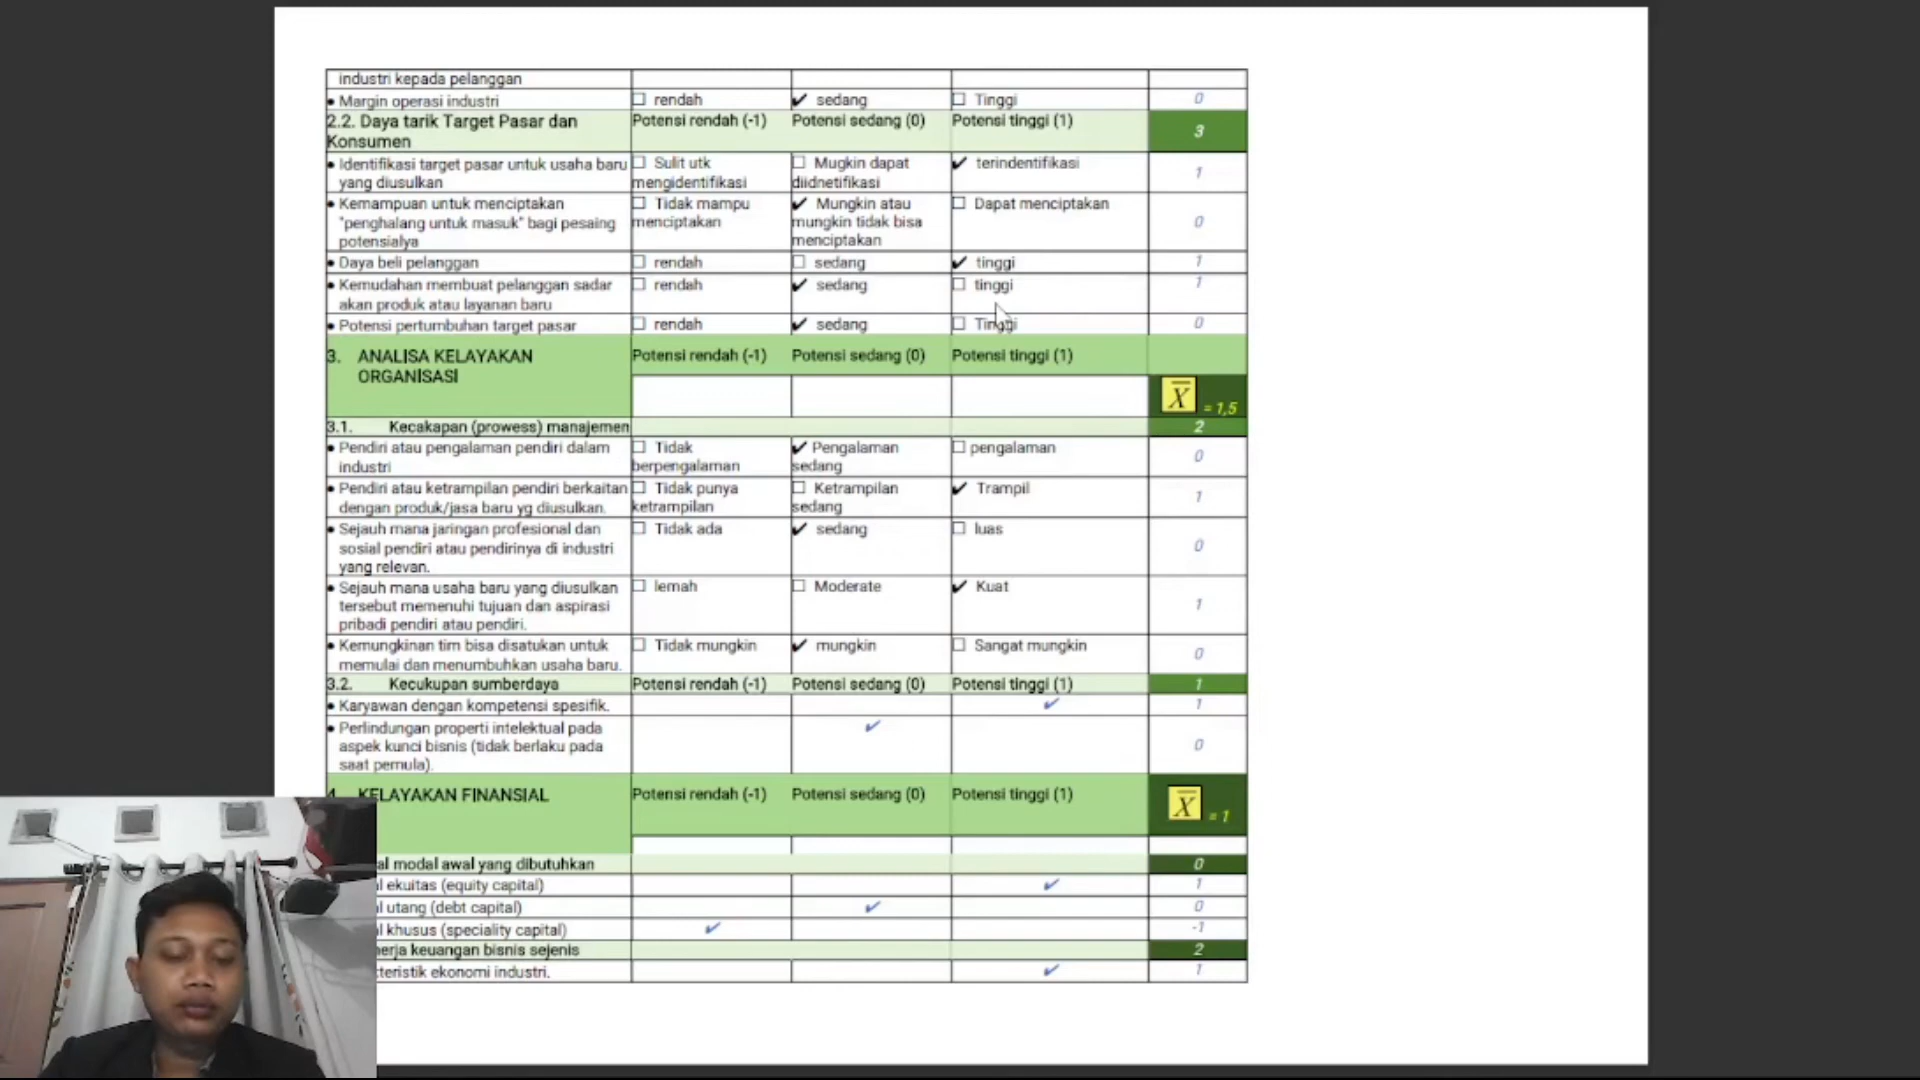 industri kepada pelanggan
• Margin operasi industri ☐ rendah ✔ sedang ☐ Tinggi 0
2.2. Daya tarik Target Pasar dan Potensi rendah (-1) Potensi sedang (0) Potensi tinggi (1) 3
Konsumen
• Identifikasi target pasar untuk usaha baru ☐ Sulit utk ☐ Mugkin dapat ✔ terindentifikasi 1
yang diusulkan mengidentifikasi diidnetifikasi
• Kemampuan untuk menciptakan ☐ Tidak mampu ✔ Mungkin atau ☐ Dapat menciptakan
"penghalang untuk masuk" bagi pesaing menciptakan mungkin tidak bisa 0
potensialya menciptakan
• Daya beli pelanggan ☐ rendah ☐ sedang ✔ tinggi 1
• Kemudahan membuat pelanggan sadar ☐ rendah ✔ sedang ☐ tinggi 1
akan produk atau layanan baru
• Potensi pertumbuhan target pasar ☐ rendah ✔ sedang ☐ Tinggi 0
3. ANALISA KELAYAKAN Potensi rendah (-1) Potensi sedang (0) Potensi tinggi (1)
ORGANISASI
X̅ = 1,5
3.1. Kecakapan (prowess) manajemen 2
• Pendiri atau pengalaman pendiri dalam ☐ Tidak ✔ Pengalaman ☐ pengalaman 0
industri berpengalaman sedang
• Pendiri atau ketrampilan pendiri berkaitan ☐ Tidak punya ☐ Ketrampilan ✔ Trampil 1
dengan produk/jasa baru yg diusulkan. ketrampilan sedang
• Sejauh mana jaringan profesional dan ☐ Tidak ada ✔ sedang ☐ luas
sosial pendiri atau pendirinya di industri 0
yang relevan.
• Sejauh mana usaha baru yang diusulkan ☐ lemah ☐ Moderate ✔ Kuat
tersebut memenuhi tujuan dan aspirasi 1
pribadi pendiri atau pendiri.
• Kemungkinan tim bisa disatukan untuk ☐ Tidak mungkin ✔ mungkin ☐ Sangat mungkin 0
memulai dan menumbuhkan usaha baru.
3.2. Kecukupan sumberdaya Potensi rendah (-1) Potensi sedang (0) Potensi tinggi (1) 1
• Karyawan dengan kompetensi spesifik. ✔ 1
• Perlindungan properti intelektual pada ✔
aspek kunci bisnis (tidak berlaku pada 0
saat pemula).
4. KELAYAKAN FINANSIAL Potensi rendah (-1) Potensi sedang (0) Potensi tinggi (1) X̅ = 1
al modal awal yang dibutuhkan 0
l ekuitas (equity capital) ✔ 1
l utang (debt capital) ✔ 0
l khusus (speciality capital) ✔ -1
erja keuangan bisnis sejenis 2
teristik ekonomi industri. ✔ 1